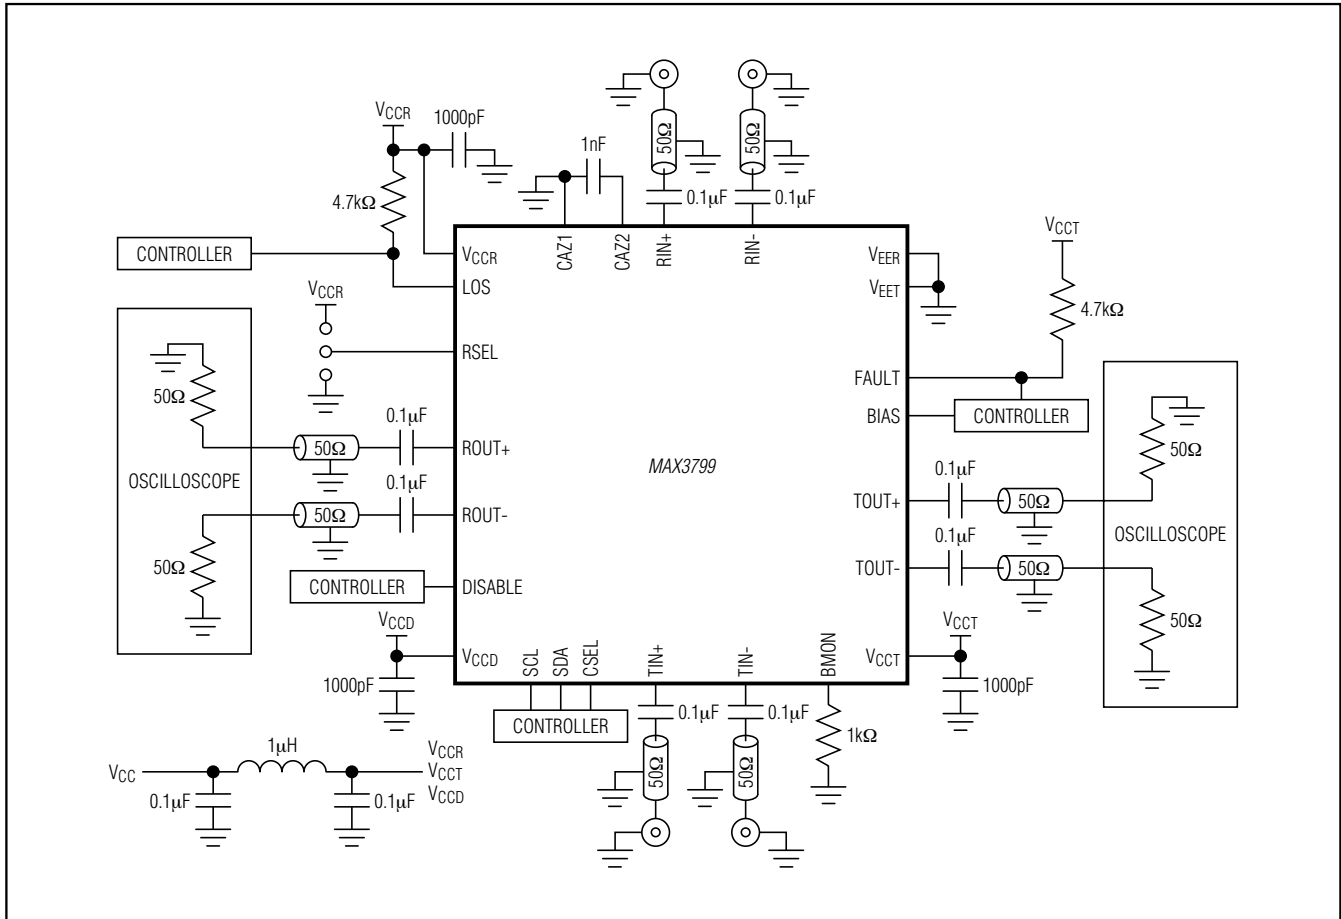 VCCR
1000pF
1nF
50Ω
50Ω
4.7kΩ
0.1µF
0.1µF
VCCT
CONTROLLER
VCCR
CAZ1
CAZ2
RIN+
RIN-
VEER
LOS
VEET
VCCR
4.7kΩ
RSEL
FAULT
50Ω
BIAS
CONTROLLER
0.1µF
50Ω
ROUT+
50Ω
MAX3799
0.1µF
OSCILLOSCOPE
0.1µF
TOUT+
50Ω
50Ω
ROUT-
0.1µF
OSCILLOSCOPE
50Ω
TOUT-
50Ω
CONTROLLER
DISABLE
VCCD
VCCT
50Ω
VCCD
SCL
SDA
CSEL
TIN+
TIN-
BMON
VCCT
1000pF
1000pF
CONTROLLER
0.1µF
0.1µF
1kΩ
1µH
VCCR
VCC
VCCT
50Ω
50Ω
0.1µF
0.1µF
VCCD